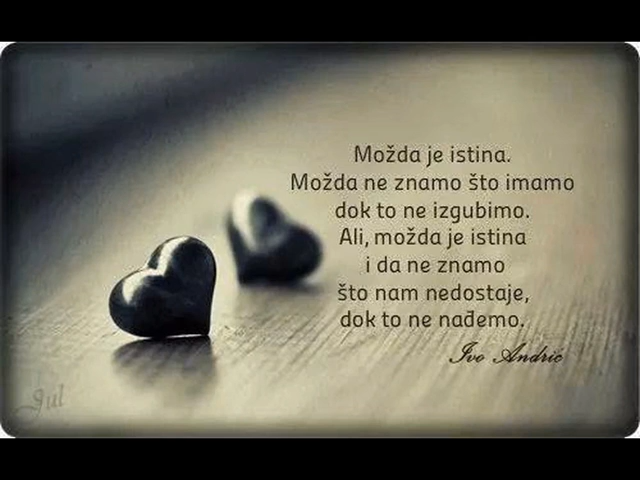 Možda je istina.
Možda ne znamo što imamo
dok to ne izgubimo.
Ali, možda je istina
i da ne znamo
što nam nedostaje,
dok to ne nađemo.
Ivo Andrić
Jul